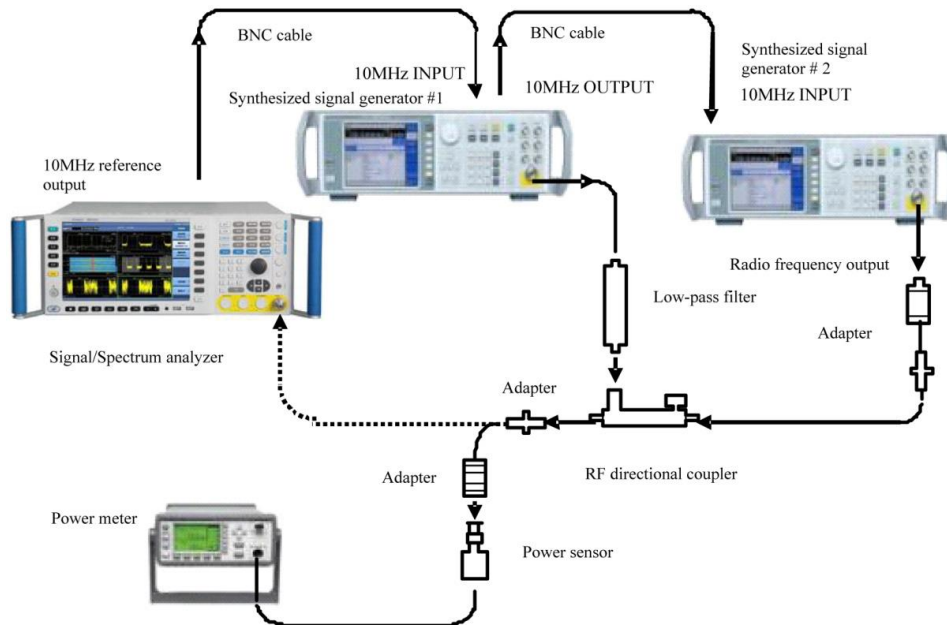 BNC cable
BNC cable
Synthesized signal
generator # 2
10MHz INPUT
10MHz INPUT
Synthesized signal generator #1
10MHz OUTPUT
10MHz reference
output
Radio frequency output
Low-pass filter
Adapter
Signal/Spectrum analyzer
Adapter
Adapter
RF directional coupler
Power meter
Power sensor